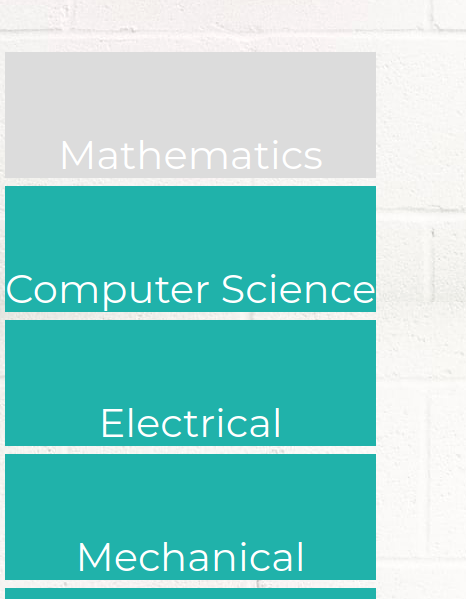 Mathematics
Computer Science
Electrical
Mechanical